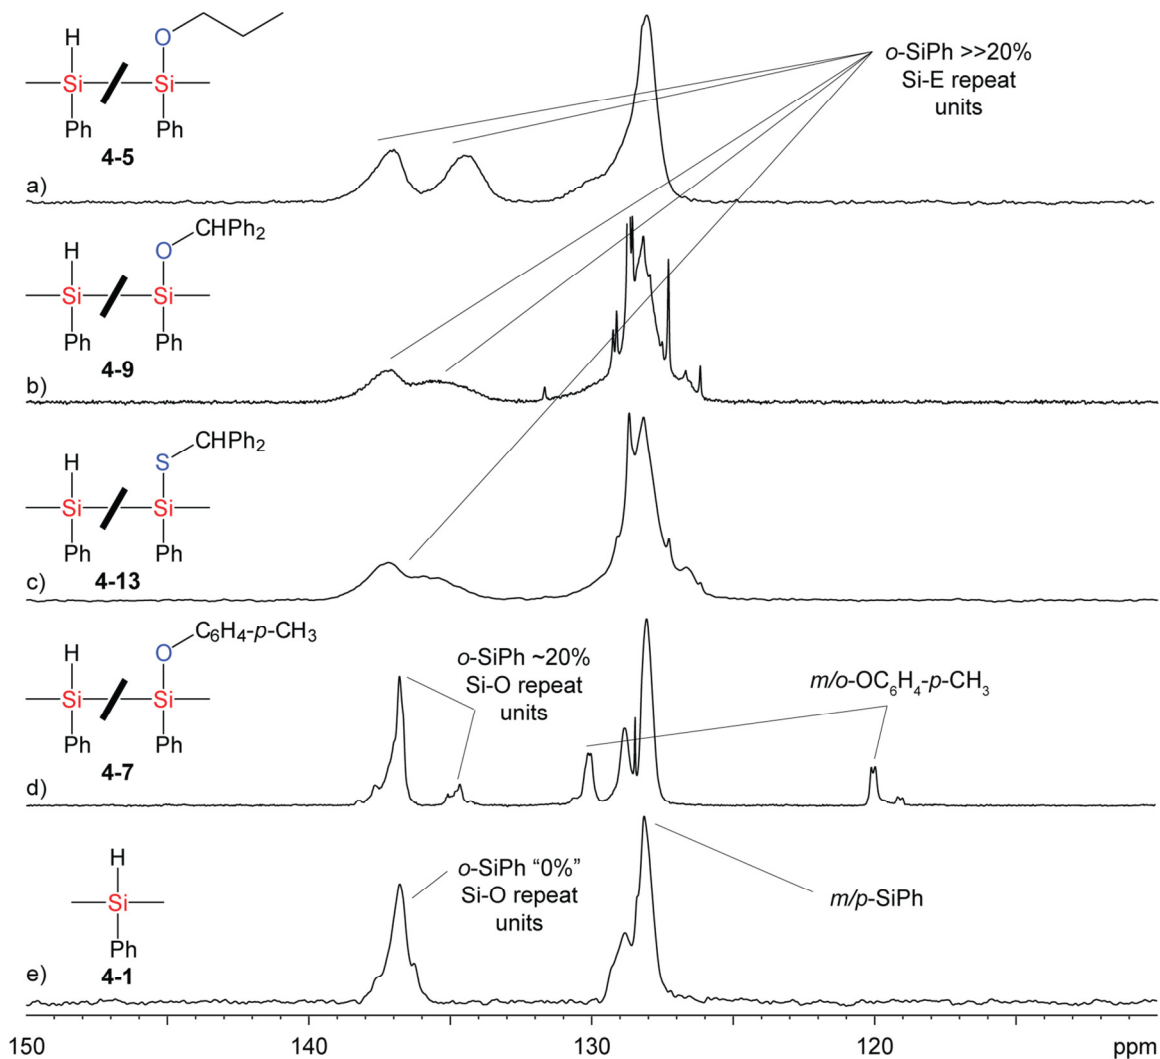 H
O
Si
Si
Ph
Ph
4-5
a)
o-SiPh >>20%
Si-E repeat
units
H
O
CHPh2
Si
Si
Ph
Ph
4-9
b)
H
S
CHPh2
Si
Si
Ph
Ph
4-13
c)
H
O
C6H4-p-CH3
Si
Si
Ph
Ph
4-7
d)
o-SiPh ~20%
Si-O repeat
units
m/o-OC6H4-p-CH3
H
Si
Ph
4-1
e)
o-SiPh “0%”
Si-O repeat
units
m/p-SiPh
150 140 130 120 ppm